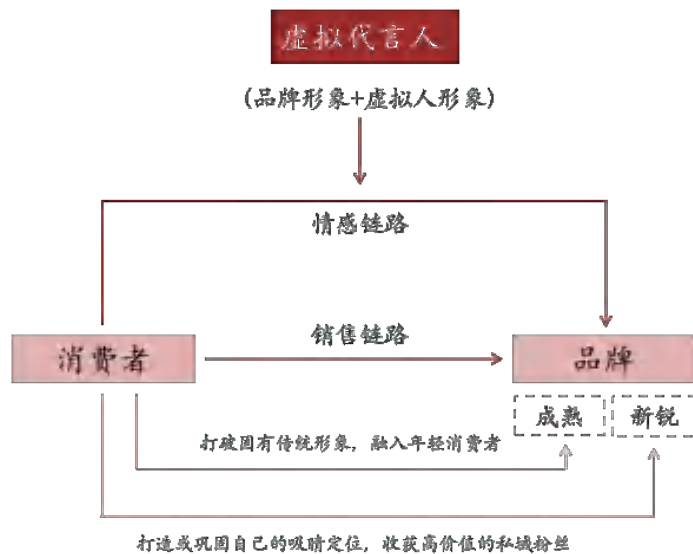 虚拟代言人
(品牌形象+虚拟人形象)
情感链路
销售链路
消费者
品牌
成熟
新锐
打破固有传统形象，融入年轻消费者
打造或巩固自己的吸睛定位，收获高价值的私域粉丝